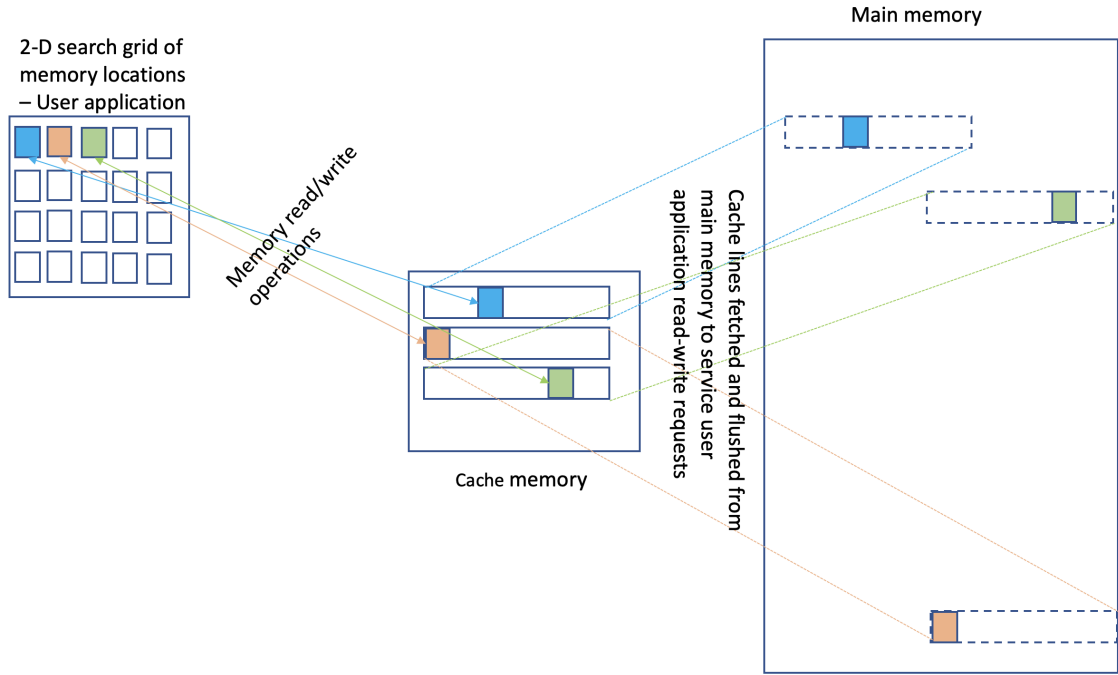 Main memory
2-D search grid of
memory locations
– User application
Memory read/write
operations
Cache lines fetched and flushed from
main memory to service user
application read-write requests
Cache memory